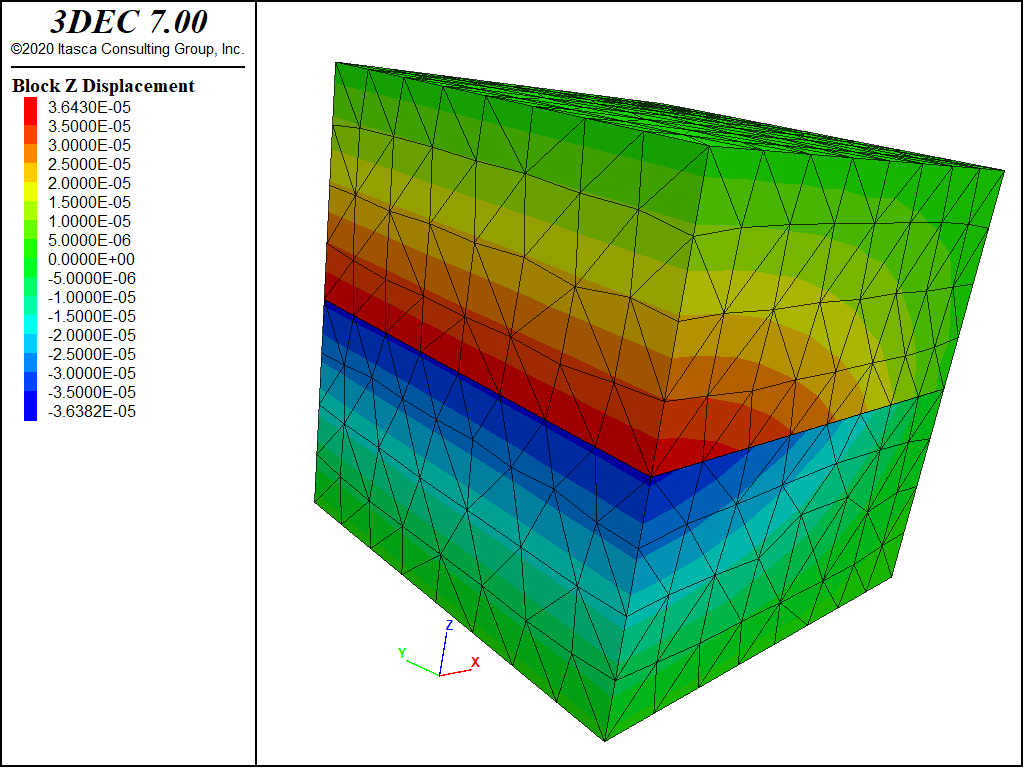 3DEC 7.00
©2020 Itasca Consulting Group, Inc.
Block Z Displacement
3.6430E-05
3.5000E-05
3.0000E-05
2.5000E-05
2.0000E-05
1.5000E-05
1.0000E-05
5.0000E-06
0.0000E+00
-5.0000E-06
-1.0000E-05
-1.5000E-05
-2.0000E-05
-2.5000E-05
-3.0000E-05
-3.5000E-05
-3.6382E-05
Z
Y
X